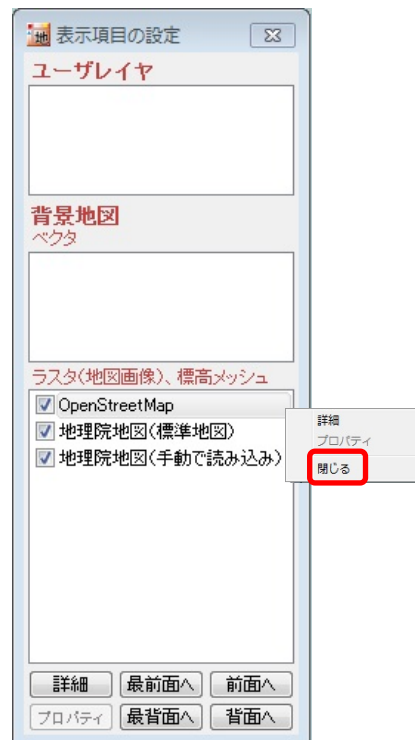 地 表示項目の設定
ユーザレイヤ
背景地図
ベクタ
ラスタ(地図画像)、標高メッシュ
OpenStreetMap
地理院地図(標準地図)
地理院地図(手動で読み込み)
詳細
プロパティ
閉じる
詳細 最前面へ 前面へ
プロパティ 最背面へ 背面へ